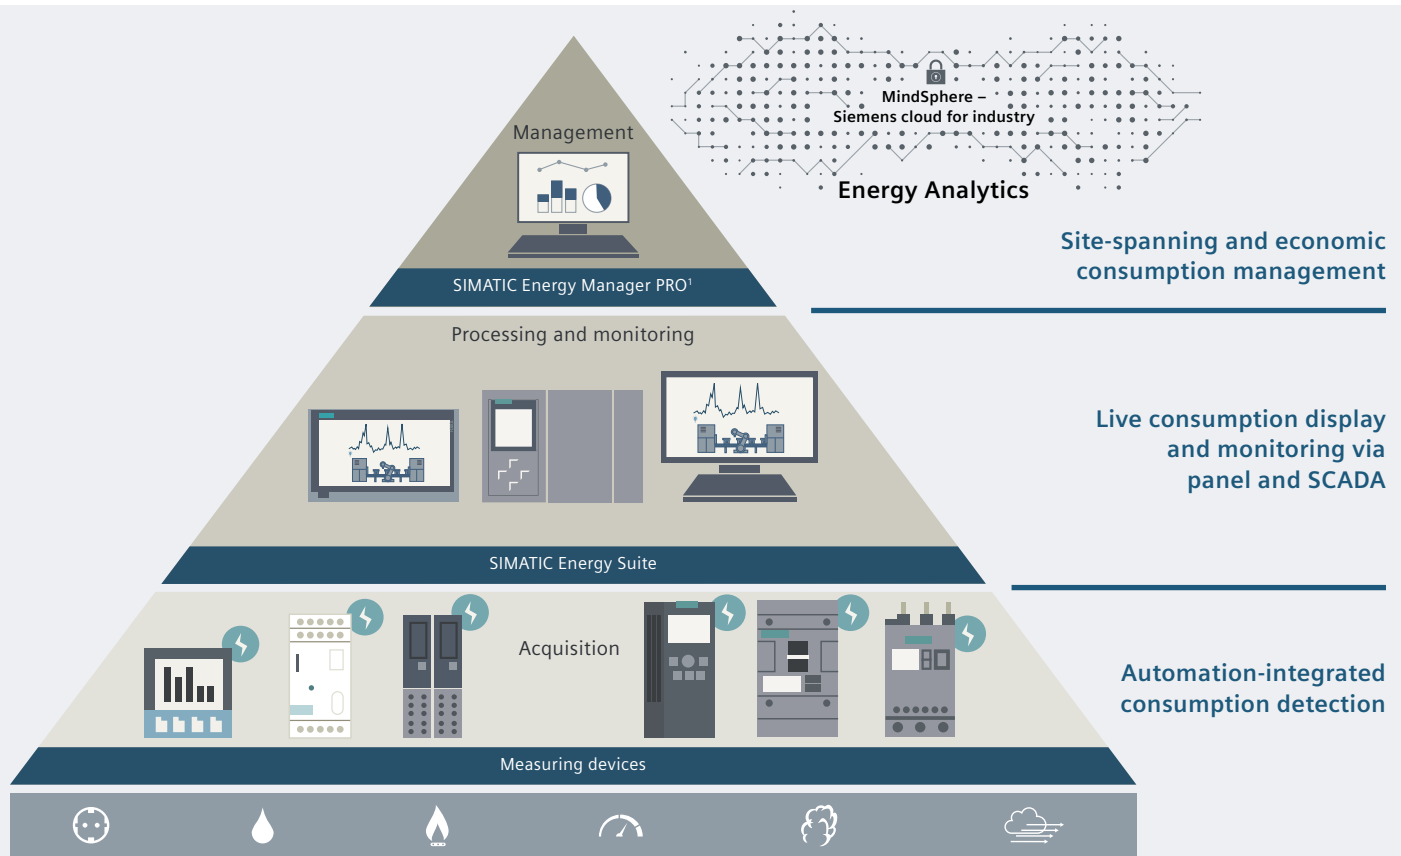 MindSphere –
Siemens cloud for industry
Energy Analytics
Management
SIMATIC Energy Manager PRO¹
Site-spanning and economic
consumption management
Processing and monitoring
SIMATIC Energy Suite
Live consumption display
and monitoring via
panel and SCADA
Acquisition
Measuring devices
Automation-integrated
consumption detection